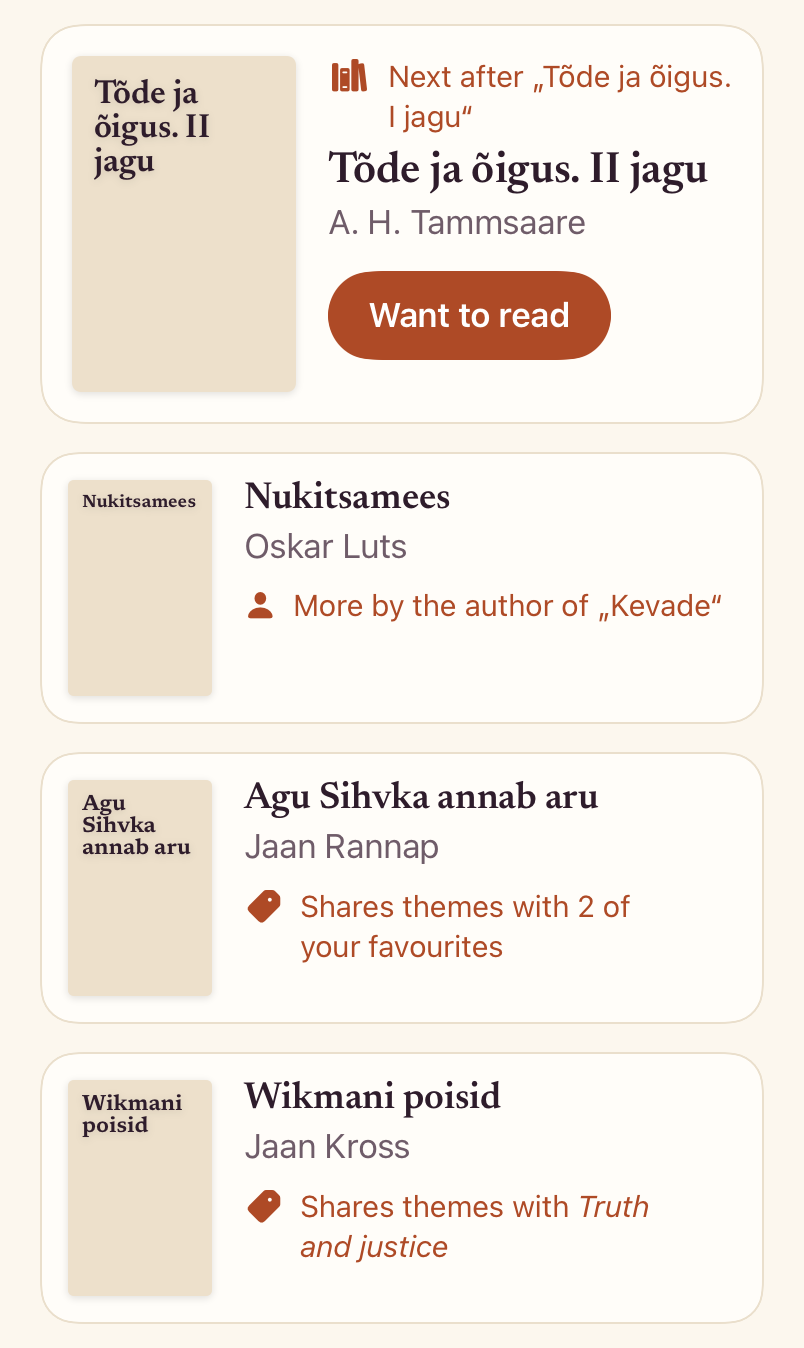 Tõde ja
õigus. II
jagu
Next after „Tõde ja õigus.
I jagu“
Tõde ja õigus. II jagu
A. H. Tammsaare
Want to read
Nukitsamees
Nukitsamees
Oskar Luts
More by the author of „Kevade“
Agu
Sihvka
annab aru
Agu Sihvka annab aru
Jaan Rannap
Shares themes with 2 of
your favourites
Wikmani
poisid
Wikmani poisid
Jaan Kross
Shares themes with Truth
and justice